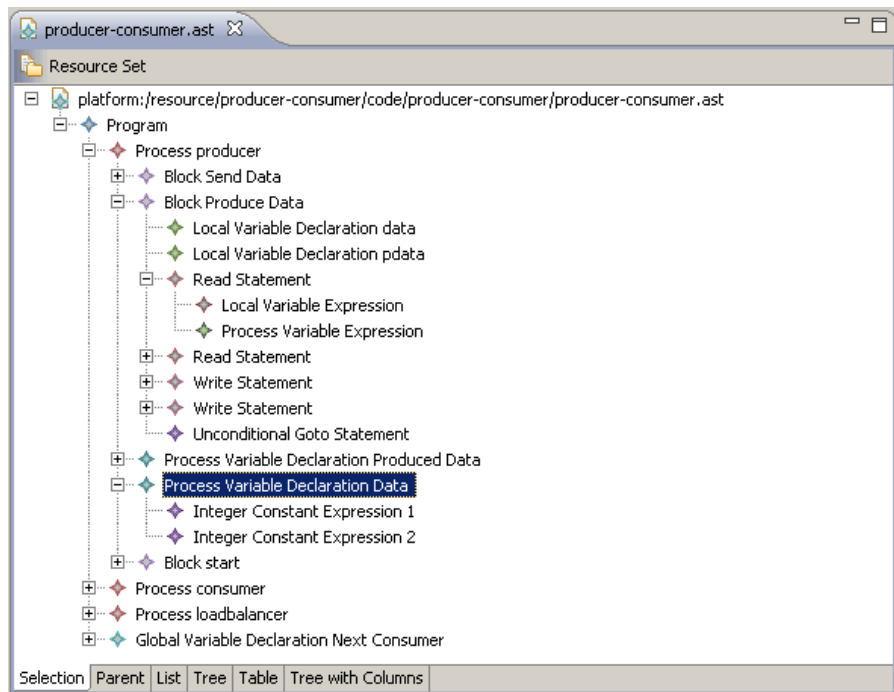 producer-consumer.ast
Resource Set
platform:/resource/producer-consumer/code/producer-consumer/producer-consumer.ast
Program
Process producer
Block Send Data
Block Produce Data
Local Variable Declaration data
Local Variable Declaration pdata
Read Statement
Local Variable Expression
Process Variable Expression
Read Statement
Write Statement
Write Statement
Unconditional Goto Statement
Process Variable Declaration Produced Data
Process Variable Declaration Data
Integer Constant Expression 1
Integer Constant Expression 2
Block start
Process consumer
Process loadbalancer
Global Variable Declaration Next Consumer
Selection Parent List Tree Table Tree with Columns